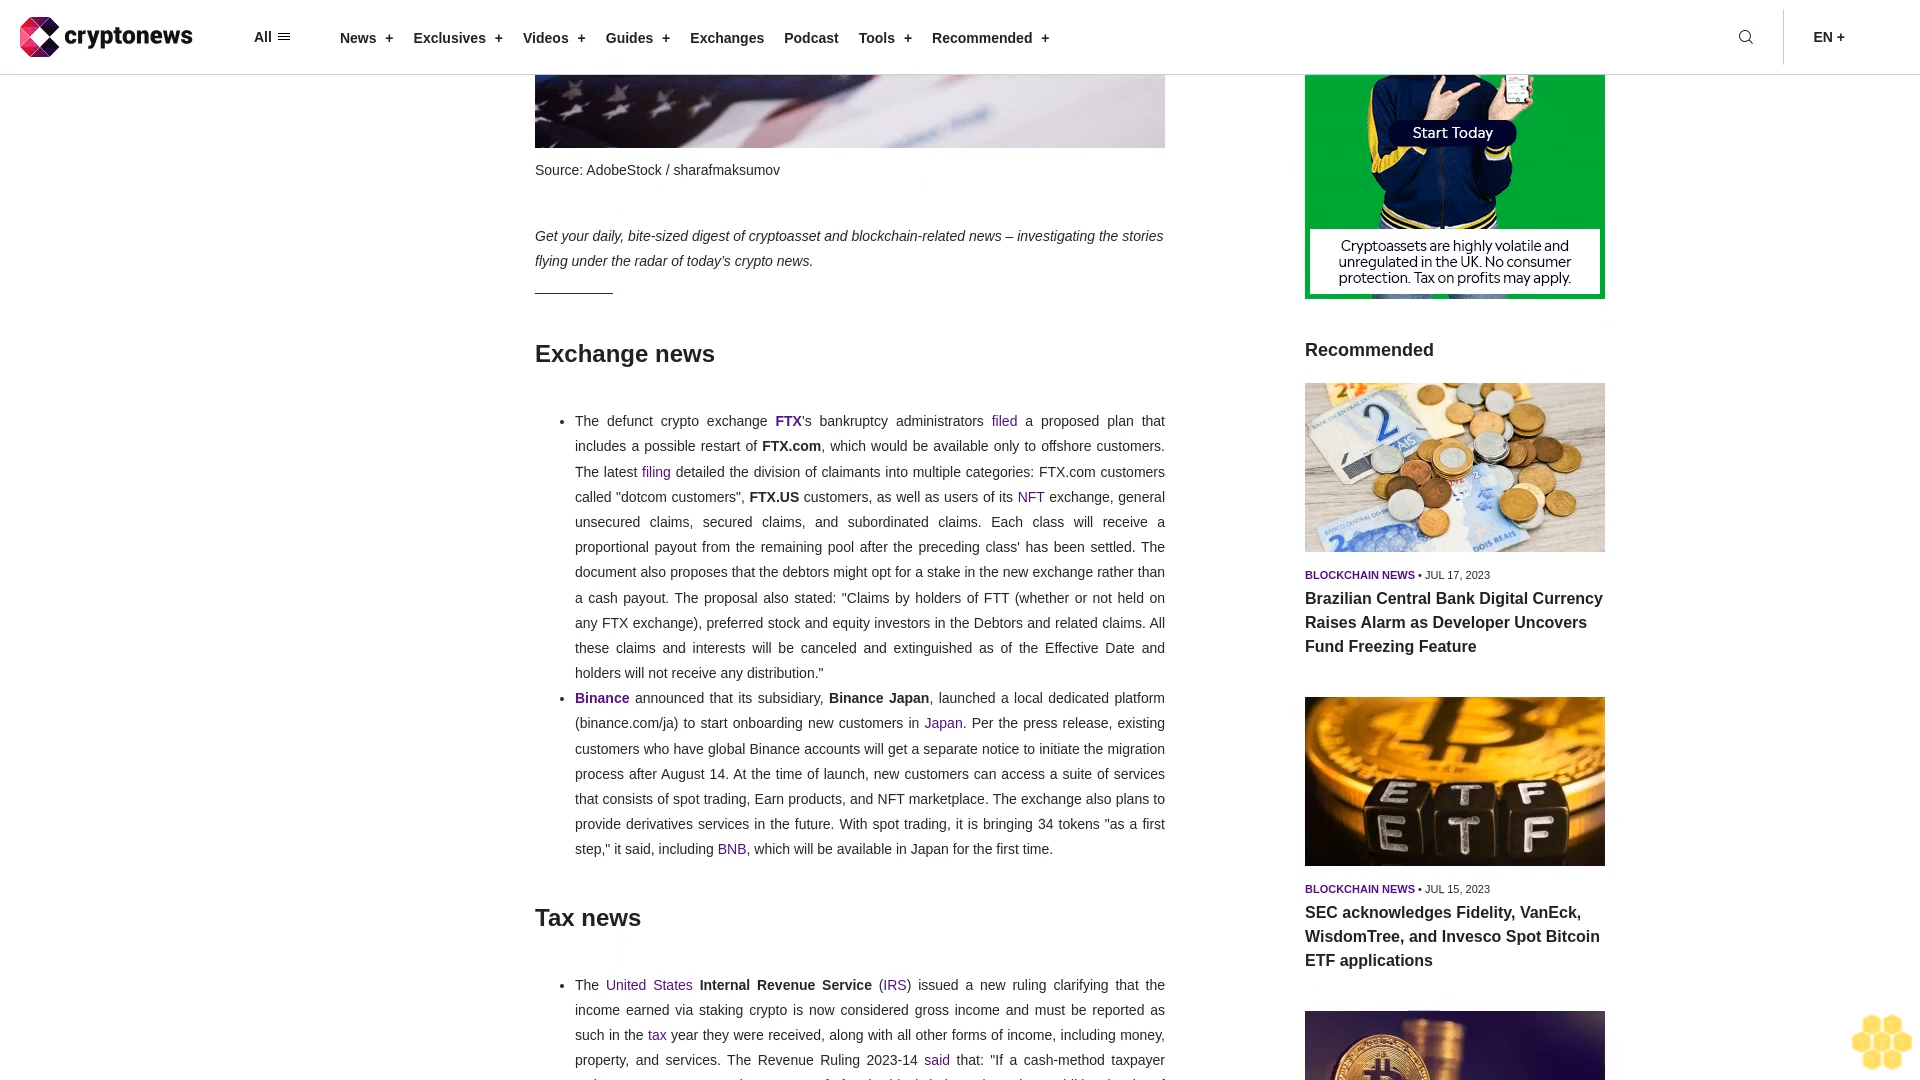 cryptonews
All
News +
Exclusives +
Videos +
Guides +
Exchanges
Podcast
Tools +
Recommended +
EN +
Source: AdobeStock / sharafmaksumov
Get your daily, bite-sized digest of cryptoasset and blockchain-related news – investigating the stories
flying under the radar of today's crypto news.
__________
Exchange news
• The defunct crypto exchange FTX's bankruptcy administrators filed a proposed plan that
includes a possible restart of FTX.com, which would be available only to offshore customers.
The latest filing detailed the division of claimants into multiple categories: FTX.com customers
called "dotcom customers", FTX.US customers, as well as users of its NFT exchange, general
unsecured claims, secured claims, and subordinated claims. Each class will receive a
proportional payout from the remaining pool after the preceding class' has been settled. The
document also proposes that the debtors might opt for a stake in the new exchange rather than
a cash payout. The proposal also stated: "Claims by holders of FTT (whether or not held on
any FTX exchange), preferred stock and equity investors in the Debtors and related claims. All
these claims and interests will be canceled and extinguished as of the Effective Date and
holders will not receive any distribution."
• Binance announced that its subsidiary, Binance Japan, launched a local dedicated platform
(binance.com/ja) to start onboarding new customers in Japan. Per the press release, existing
customers who have global Binance accounts will get a separate notice to initiate the migration
process after August 14. At the time of launch, new customers can access a suite of services
that consists of spot trading, Earn products, and NFT marketplace. The exchange also plans to
provide derivatives services in the future. With spot trading, it is bringing 34 tokens "as a first
step," it said, including BNB, which will be available in Japan for the first time.
Tax news
• The United States Internal Revenue Service (IRS) issued a new ruling clarifying that the
income earned via staking crypto is now considered gross income and must be reported as
such in the tax year they were received, along with all other forms of income, including money,
property, and services. The Revenue Ruling 2023-14 said that: "If a cash-method taxpayer
Start Today
Cryptoassets are highly volatile and
unregulated in the UK. No consumer
protection. Tax on profits may apply.
Recommended
2
REAIS
2
DOIS REAIS
BLOCKCHAIN NEWS • JUL 17, 2023
Brazilian Central Bank Digital Currency
Raises Alarm as Developer Uncovers
Fund Freezing Feature
E T F
E T F
BLOCKCHAIN NEWS • JUL 15, 2023
SEC acknowledges Fidelity, VanEck,
WisdomTree, and Invesco Spot Bitcoin
ETF applications